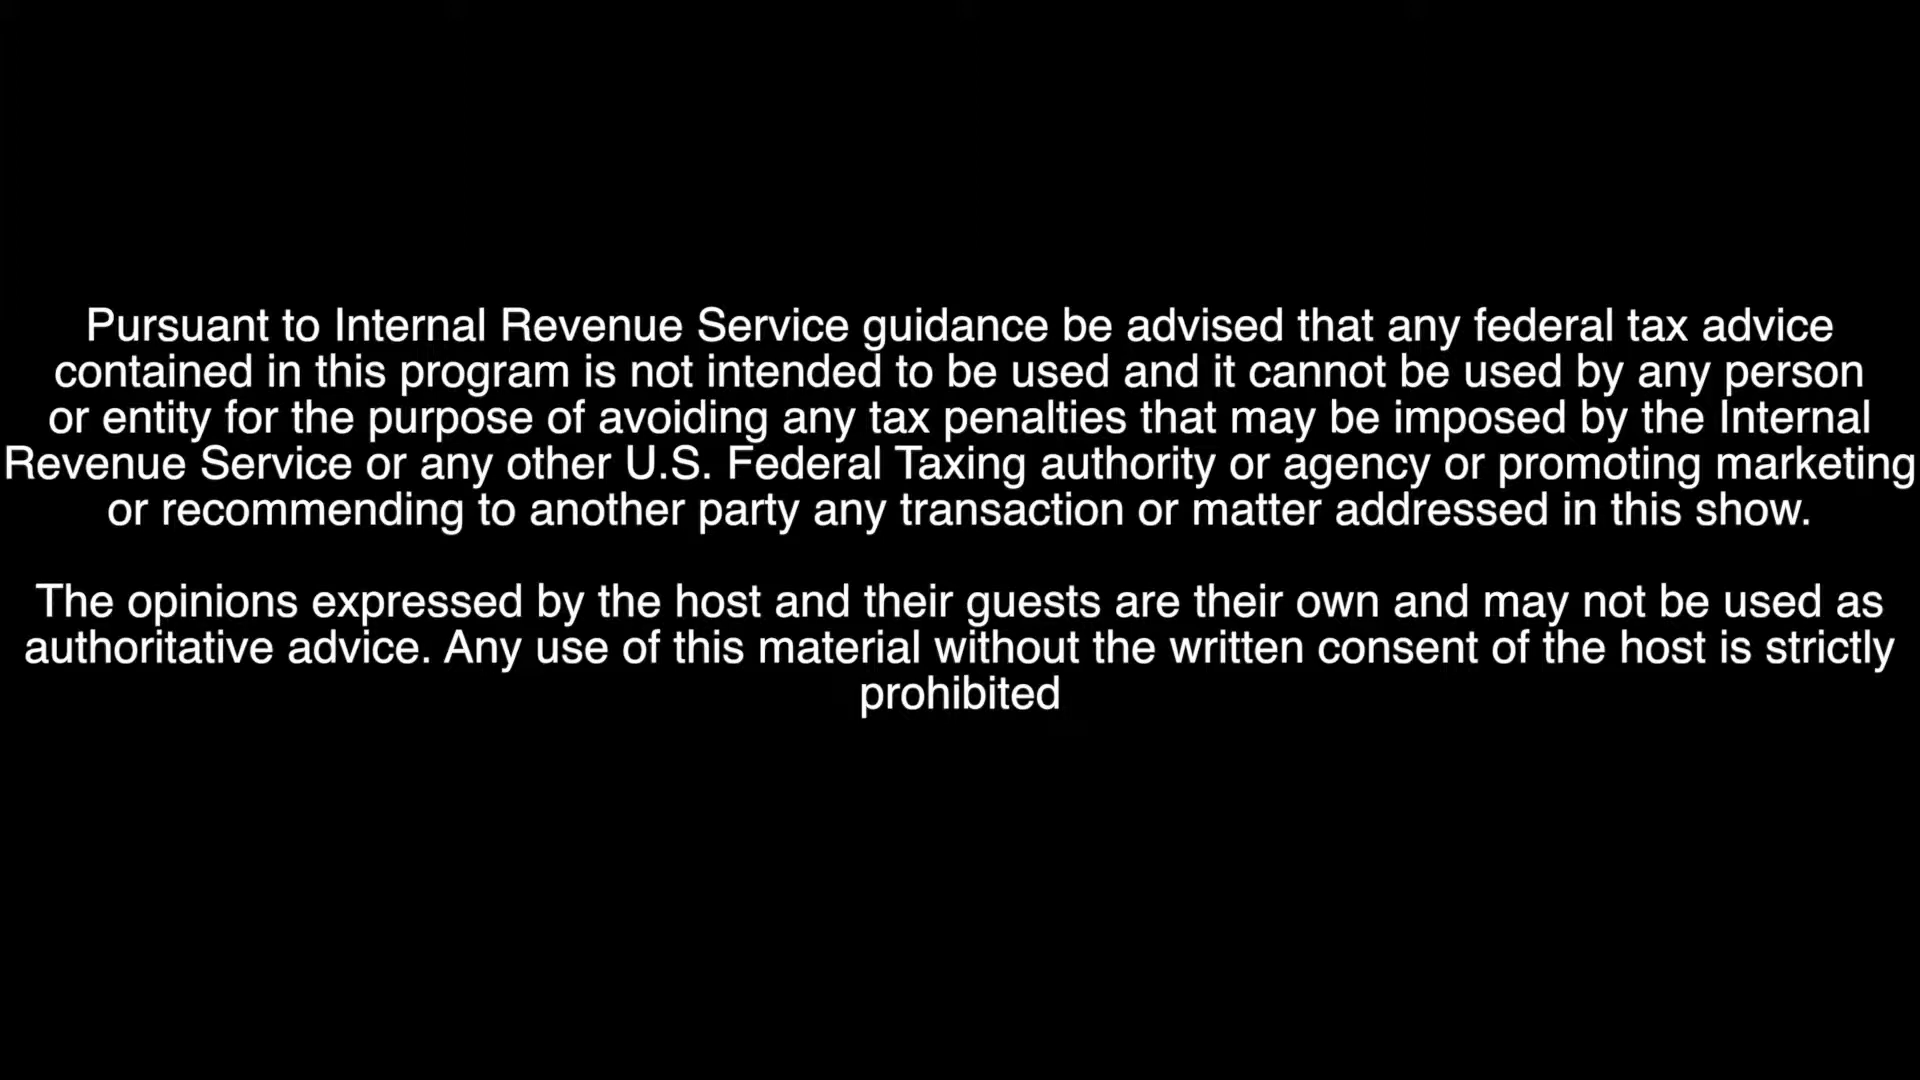 Pursuant to Internal Revenue Service guidance be advised that any federal tax advice
contained in this program is not intended to be used and it cannot be used by any person
or entity for the purpose of avoiding any tax penalties that may be imposed by the Internal
Revenue Service or any other U.S. Federal Taxing authority or agency or promoting marketing
or recommending to another party any transaction or matter addressed in this show.
The opinions expressed by the host and their guests are their own and may not be used as
authoritative advice. Any use of this material without the written consent of the host is strictly
prohibited